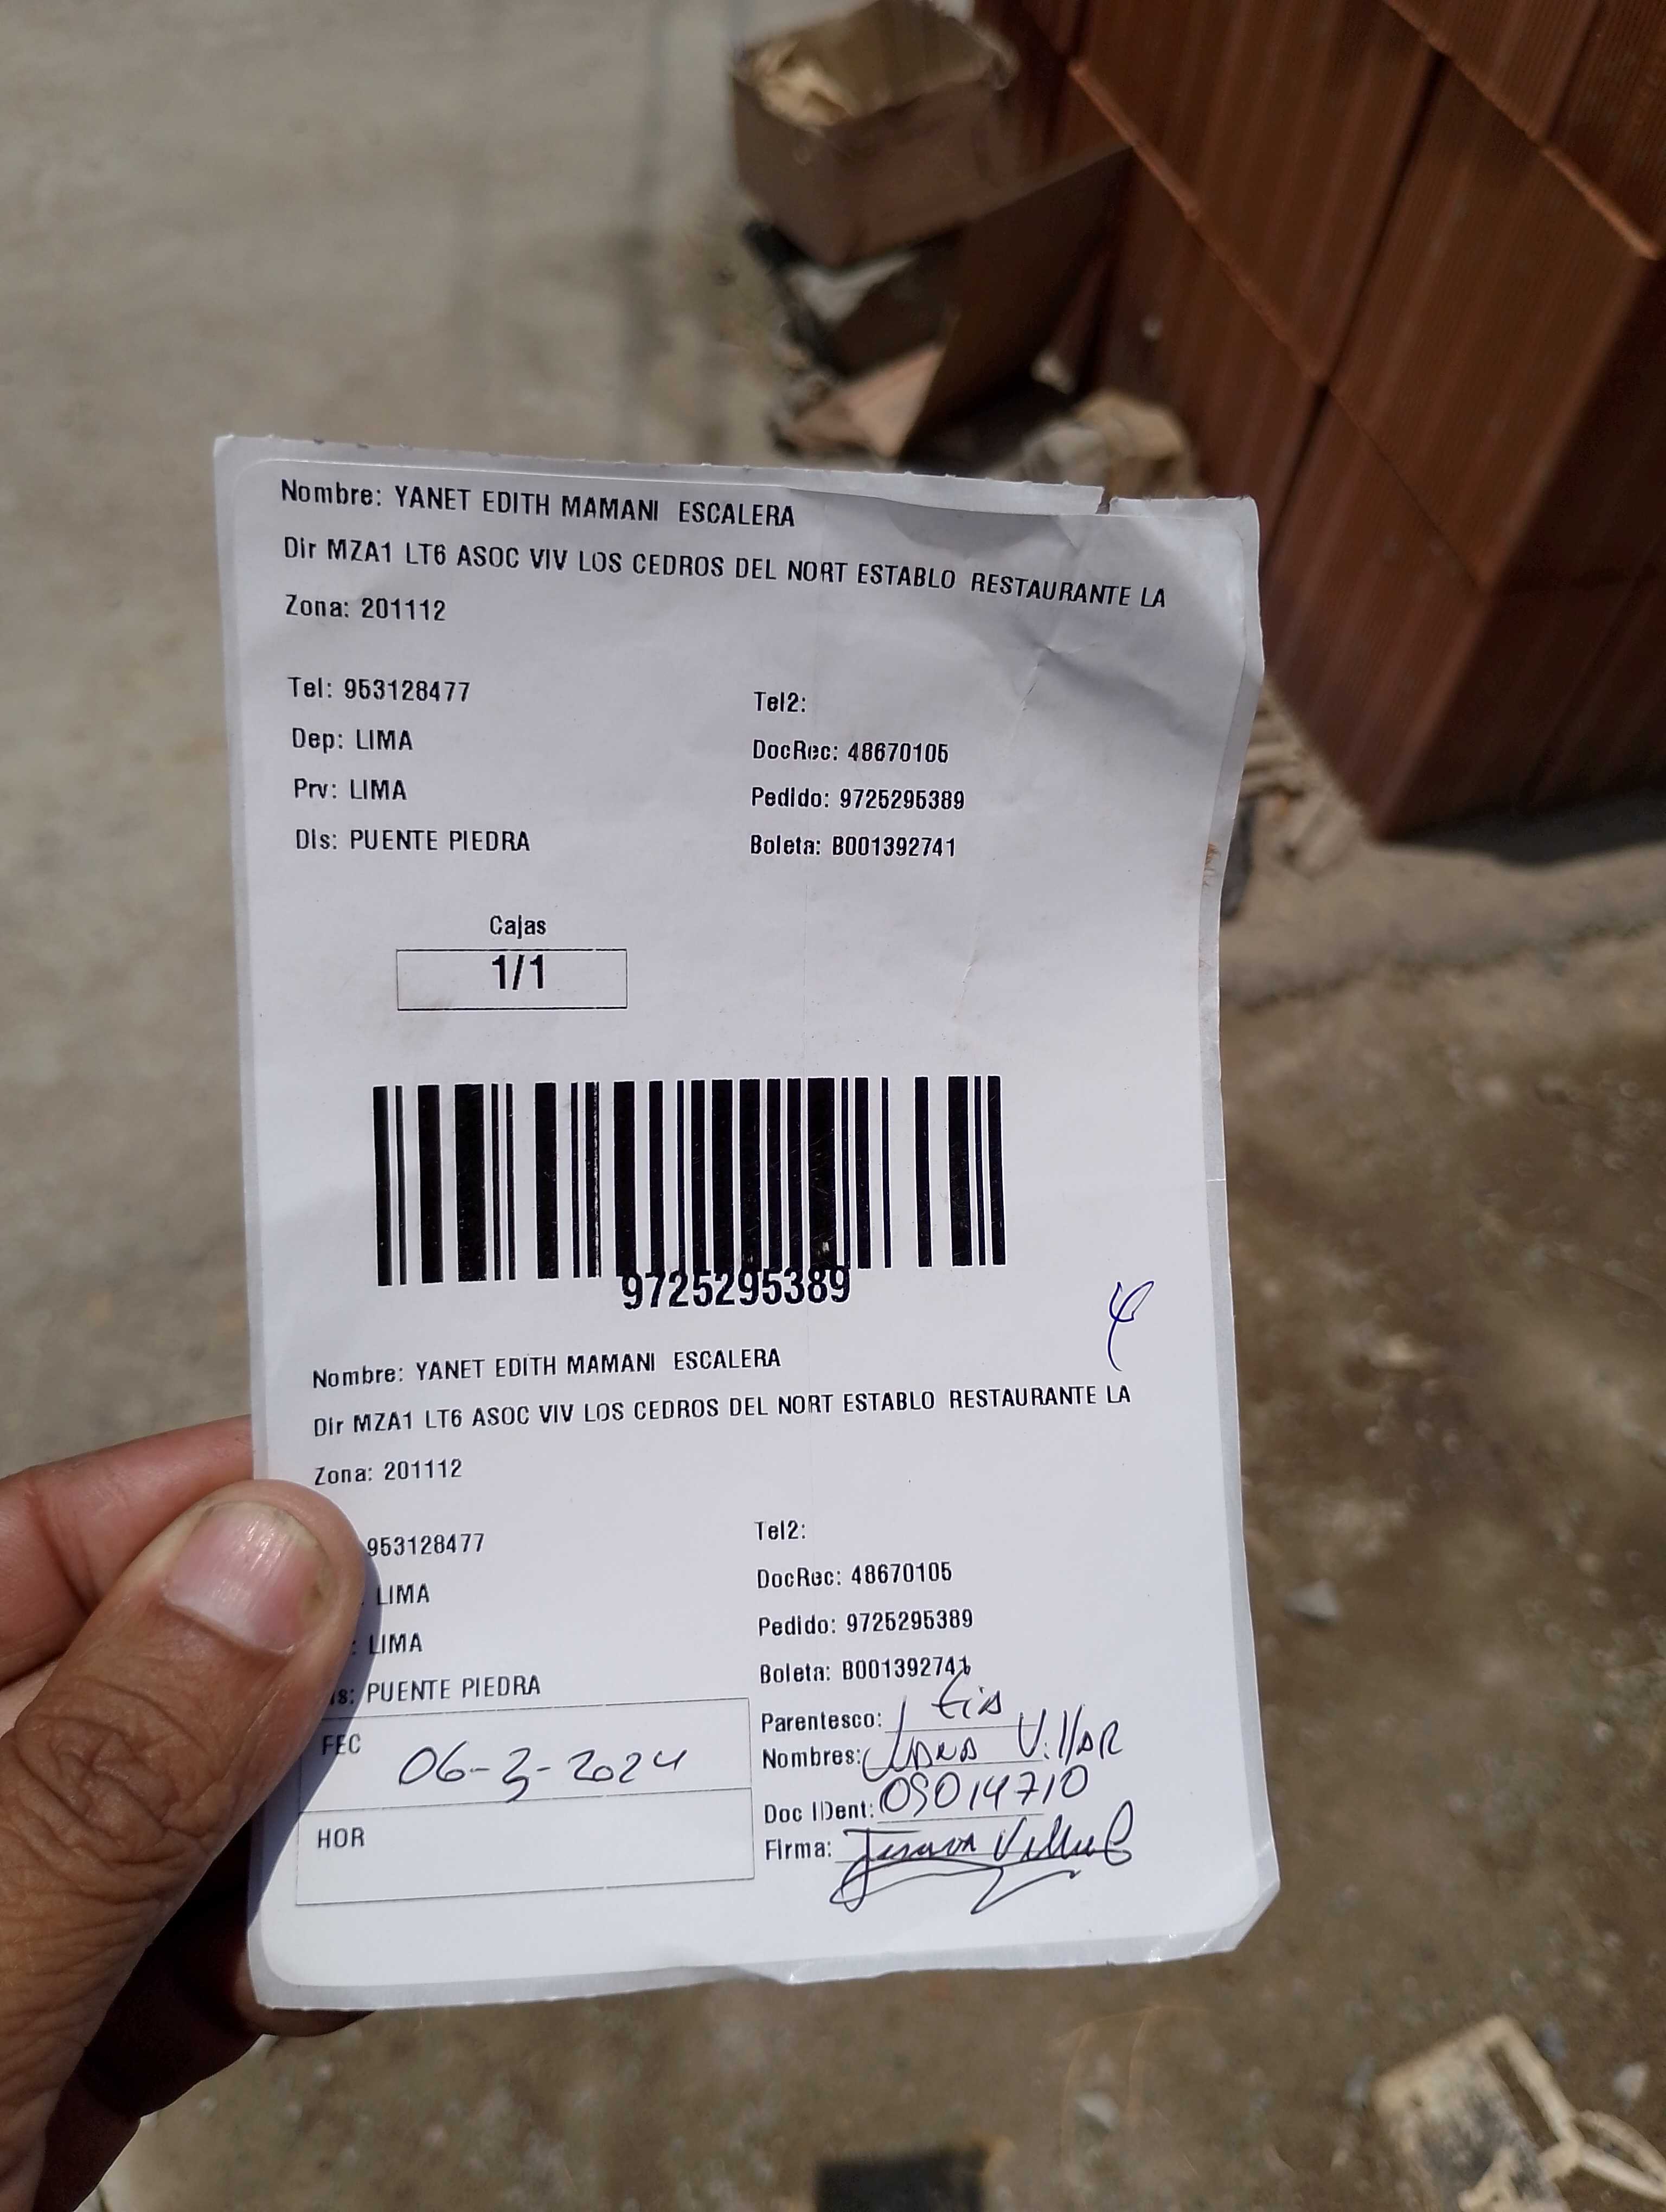 Nombre: YANET EDITH MAMANI ESCALERA
Dir MZA1 LT6 ASOC VIV LOS CEDROS DEL NORT ESTABLO RESTAURANTE LA
Zona: 201112
Tel: 953128477
Tel2:
Dep: LIMA
DocRec: 48670105
Prv: LIMA
Pedido: 9725295389
Dis: PUENTE PIEDRA
Boleta: B001392741
Cajas
1/1
9725295389
Nombre: YANET EDITH MAMANI ESCALERA
Dir MZA1 LT6 ASOC VIV LOS CEDROS DEL NORT ESTABLO RESTAURANTE LA
Zona: 201112
953128477
Tel2:
LIMA
DocRec: 48670105
: LIMA
Pedido: 9725295389
is: PUENTE PIEDRA
Boleta: B001392741
Parentesco: tia
FEC 06-3-2024
Nombres: Villar
Doc IDent: 09014710
HOR
Firma: